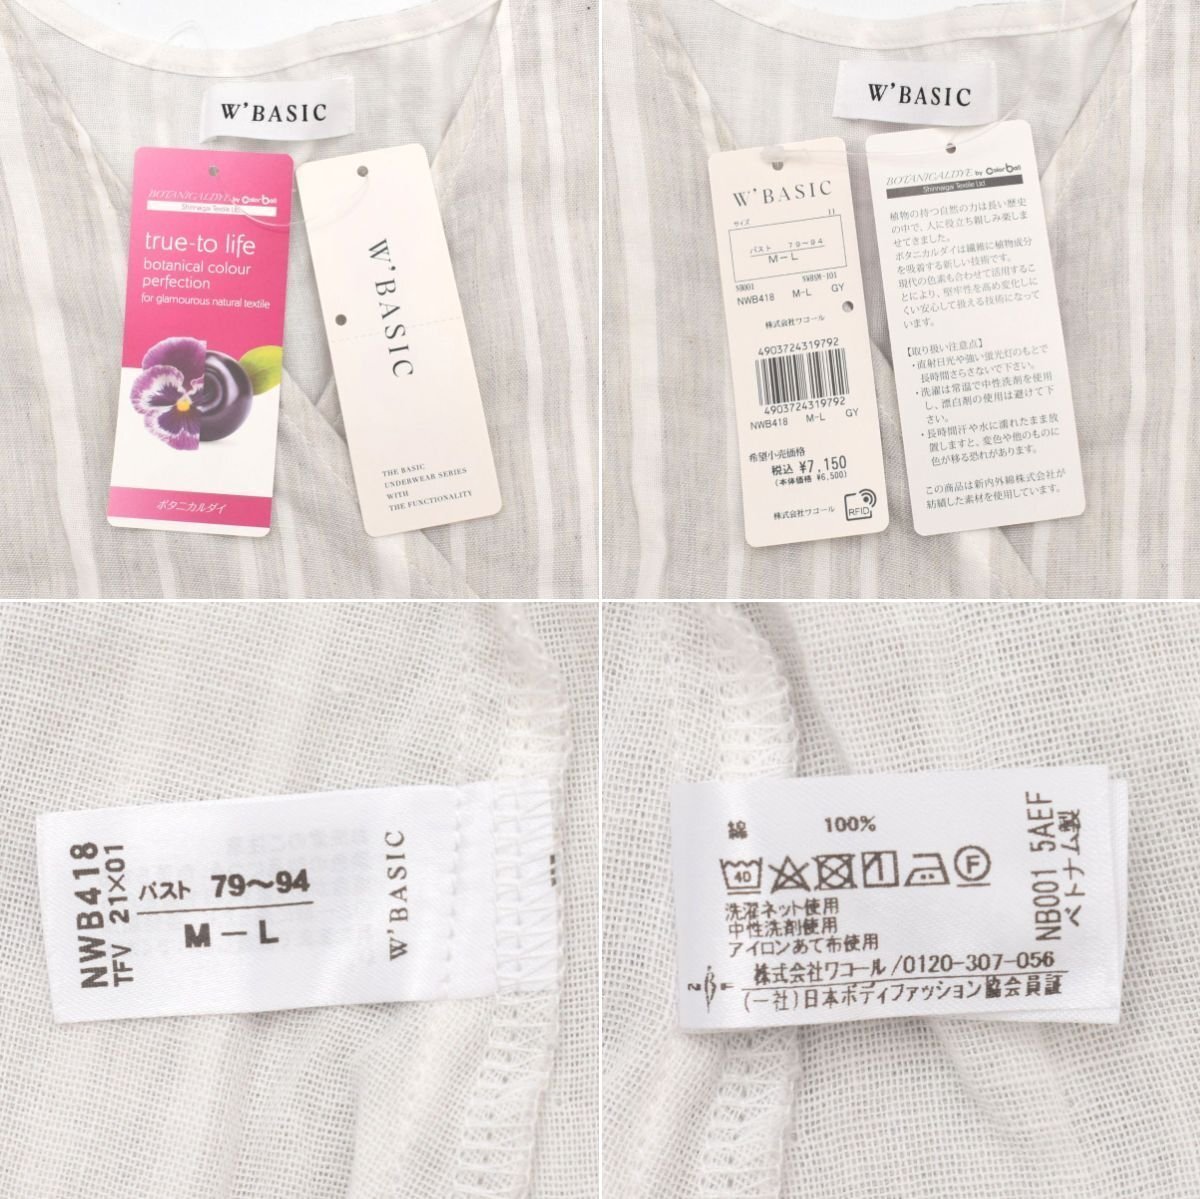 W'BASIC
BOTANICALDYE by Colorball
Shinnaigai Textile Ltd
true-to life
botanical colour
perfection
for glamourous natural textile
ボタニカルダイ
W'BASIC
THE BASIC
UNDERWEAR SERIES
WITH
THE FUNCTIONALITY
W'BASIC
W'BASIC
サイズ 11
バスト 79〜94
M－L
NB001 SWBSM-101
NWB418 M-L GY
株式会社ワコール
4903724319792
4903724319792
NWB418 M-L GY
希望小売価格
税込 ¥7,150
(本体価格 ¥6,500)
株式会社ワコール
RFID
BOTANICALDYE by Colorball
Shinnaigai Textile Ltd
植物の持つ自然の力は長い歴史
の中で、人に役立ち親しみ楽しま
せてきました。
ボタニカルダイは繊維に植物成分
を吸着する新しい技術です。
現代の色素も合わせて活用するこ
とにより、堅牢性を高め変化しに
くい安心して扱える技術になって
います。
【取り扱い注意点】
・直射日光や強い蛍光灯のもとで
長時間さらさないで下さい。
・洗濯は常温で中性洗剤を使用
し、漂白剤の使用は避けて下
さい。
・長時間汗や水に濡れたまま放
置しますと、変色や他のものに
色が移る恐れがあります。
この商品は新内外綿株式会社が
紡績した素材を使用しています。
NWB418
TFV 21×01
バスト 79〜94
M－L
W'BASIC
綿 100%
40 F
洗濯ネット使用
中性洗剤使用
アイロンあて布使用
株式会社ワコール/0120-307-056
(一社)日本ボディファッション協会員証
NBF
NB001 5AEF
ベトナム製